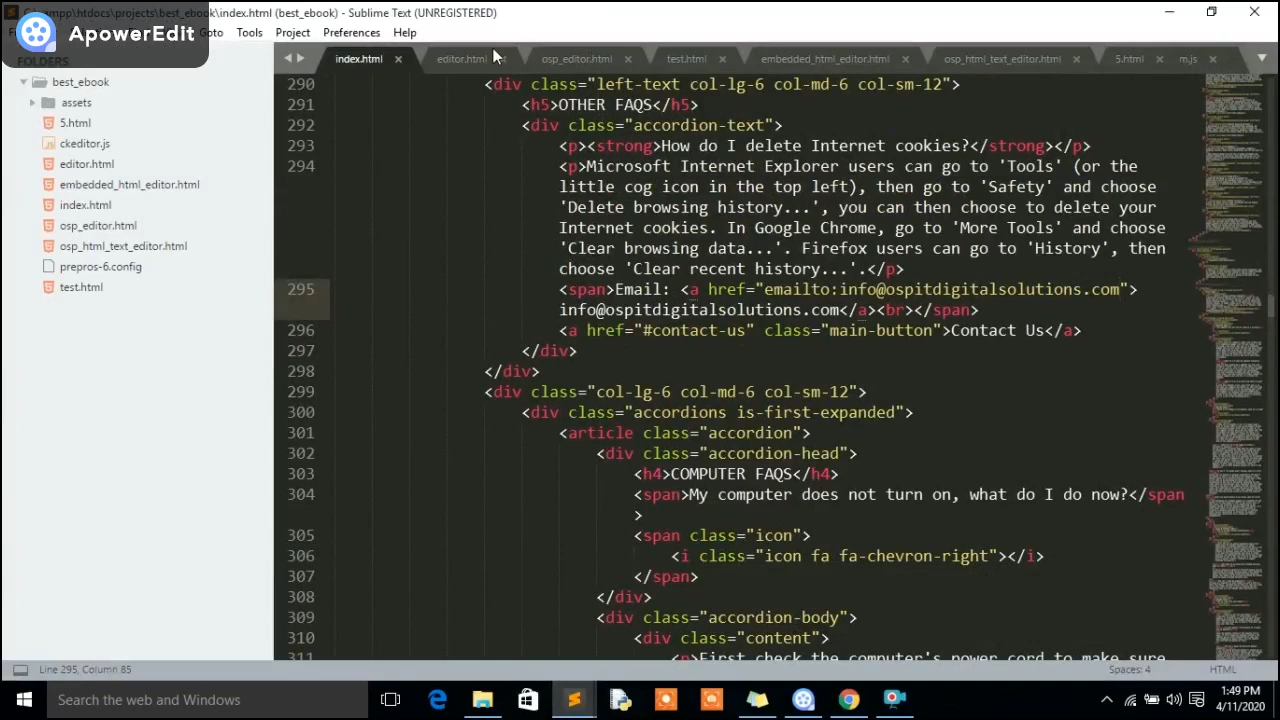 C:\xampp\htdocs\projects\best_ebook\index.html (best_ebook) - Sublime Text (UNREGISTERED)
ApowerEdit
Goto Tools Project Preferences Help
FOLDERS
best_ebook
assets
5.html
ckeditor.js
editor.html
embedded_html_editor.html
index.html
osp_editor.html
osp_html_text_editor.html
prepros-6.config
test.html
index.html editor.html osp_editor.html test.html embedded_html_editor.html osp_html_text_editor.html 5.html m.js
290 <div class="left-text col-lg-6 col-md-6 col-sm-12">
291 <h5>OTHER FAQS</h5>
292 <div class="accordion-text">
293 <p><strong>How do I delete Internet cookies?</strong></p>
294 <p>Microsoft Internet Explorer users can go to 'Tools' (or the
little cog icon in the top left), then go to 'Safety' and choose
'Delete browsing history...', you can then choose to delete your
Internet cookies. In Google Chrome, go to 'More Tools' and choose
'Clear browsing data...'. Firefox users can go to 'History', then
choose 'Clear recent history...'.</p>
295 <span>Email: <a href="emailto:info@ospitdigitalsolutions.com">
info@ospitdigitalsolutions.com</a><br></span>
296 <a href="#contact-us" class="main-button">Contact Us</a>
297 </div>
298 </div>
299 <div class="col-lg-6 col-md-6 col-sm-12">
300 <div class="accordions is-first-expanded">
301 <article class="accordion">
302 <div class="accordion-head">
303 <h4>COMPUTER FAQS</h4>
304 <span>My computer does not turn on, what do I do now?</span
>
305 <span class="icon">
306 <i class="icon fa fa-chevron-right"></i>
307 </span>
308 </div>
309 <div class="accordion-body">
310 <div class="content">
311 <p>First check the computer's power cord to make sure
Line 295, Column 85
Spaces: 4
HTML
Search the web and Windows
1:49 PM
4/11/2020